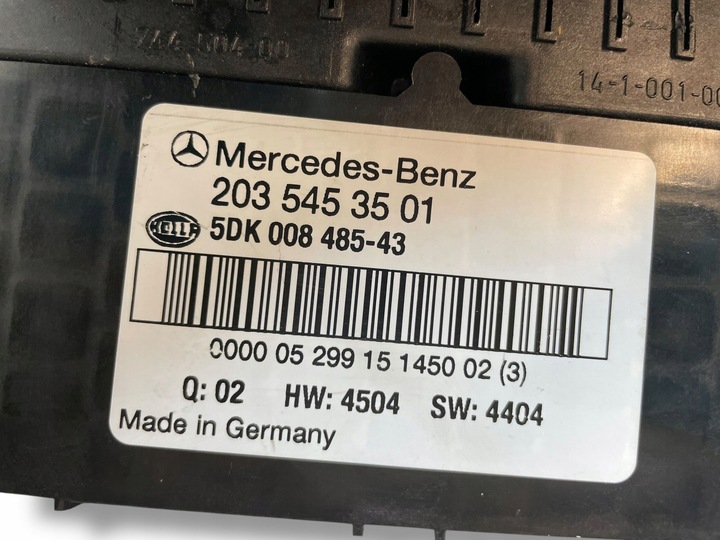 14-1-001-00
Mercedes-Benz
203 545 35 01
HELLA 5DK 008 485-43
0000 05 299 15 1450 02 (3)
Q: 02 HW: 4504 SW: 4404
Made in Germany